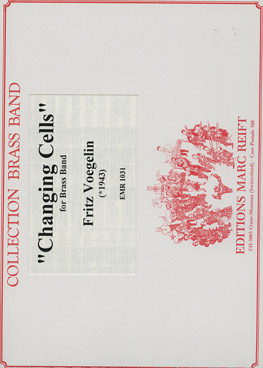 COLLECTION BRASS BAND
"Changing Cells"
for Brass Band
Fritz Voegelin
(*1943)
EMR 1031
EDITIONS MARC REIFT